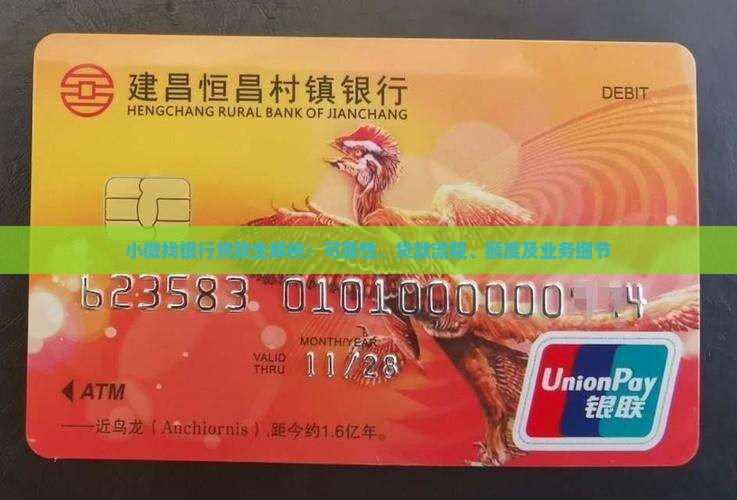 建昌恒昌村镇银行
HENGCHANG RURAL BANK OF JIANCHANG
DEBIT
小微找银行贷款全解析：可靠性、贷款流程、额度及业务细节
623583 0101000000 4
MONTH/YEAR
VALID THRU 11/28
ATM
——近鸟龙（Anchiornis）,距今约1.6亿年。
UnionPay
银联